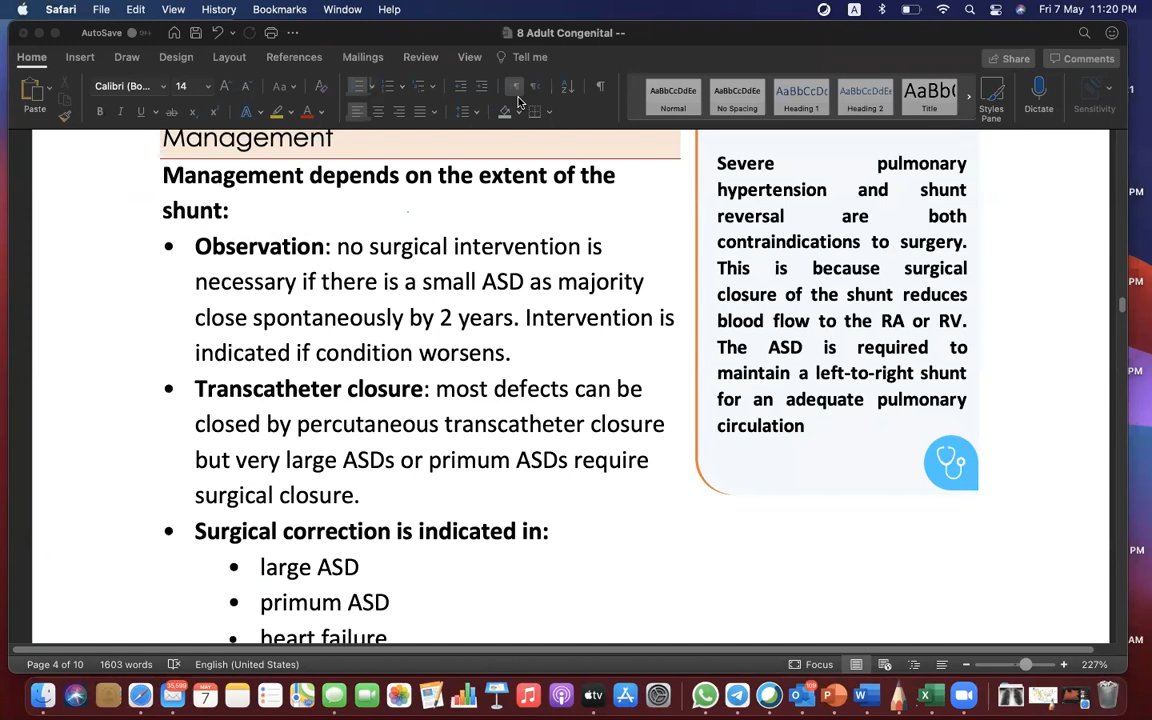 Safari File Edit View History Bookmarks Window Help
A Fri 7 May 11:20 PM
AutoSave OFF
8 Adult Congenital --
Home Insert Draw Design Layout References Mailings Review View Tell me
Share Comments
Paste
Calibri (Bo... 14
AaBbCcDdEe AaBbCcDdEe AaBbCcDc AaBbCcDdEe AaBb(
Normal No Spacing Heading 1 Heading 2 Title
Styles Pane
Dictate
Sensitivity
Management
Management depends on the extent of the
shunt:
• Observation: no surgical intervention is
necessary if there is a small ASD as majority
close spontaneously by 2 years. Intervention is
indicated if condition worsens.
• Transcatheter closure: most defects can be
closed by percutaneous transcatheter closure
but very large ASDs or primum ASDs require
surgical closure.
• Surgical correction is indicated in:
• large ASD
• primum ASD
• heart failure
Severe pulmonary
hypertension and shunt
reversal are both
contraindications to surgery.
This is because surgical
closure of the shunt reduces
blood flow to the RA or RV.
The ASD is required to
maintain a left-to-right shunt
for an adequate pulmonary
circulation
PM
PM
PM
AM
Page 4 of 10 1603 words English (United States)
Focus 227%
MAY
7
tv